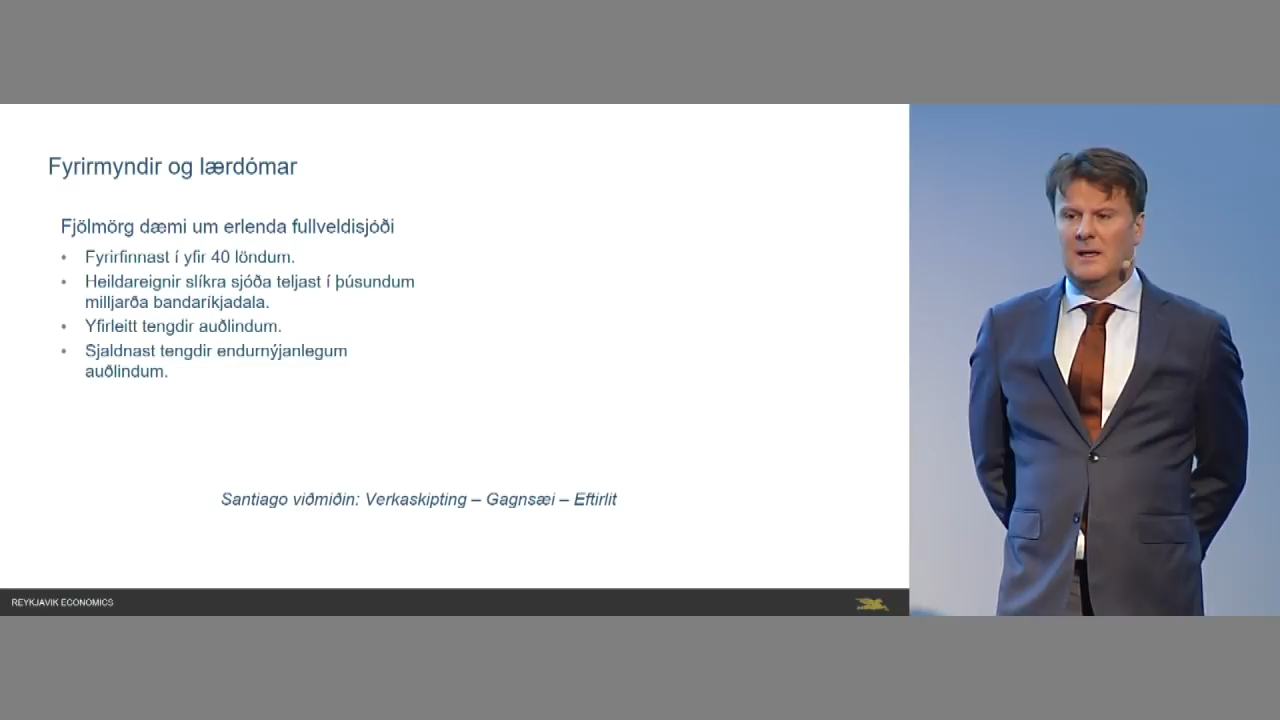 Fyrirmyndir og lærdómar
Fjölmörg dæmi um erlenda fullveldisjóði
• Fyrirfinnast í yfir 40 löndum.
• Heildareignir slíkra sjóða teljast í þúsundum
milljarða bandaríkjadala.
• Yfirleitt tengdir auðlindum.
• Sjaldnast tengdir endurnýjanlegum
auðlindum.
Santiago viðmiðin: Verkaskipting – Gagnsæi – Eftirlit
REYKJAVIK ECONOMICS